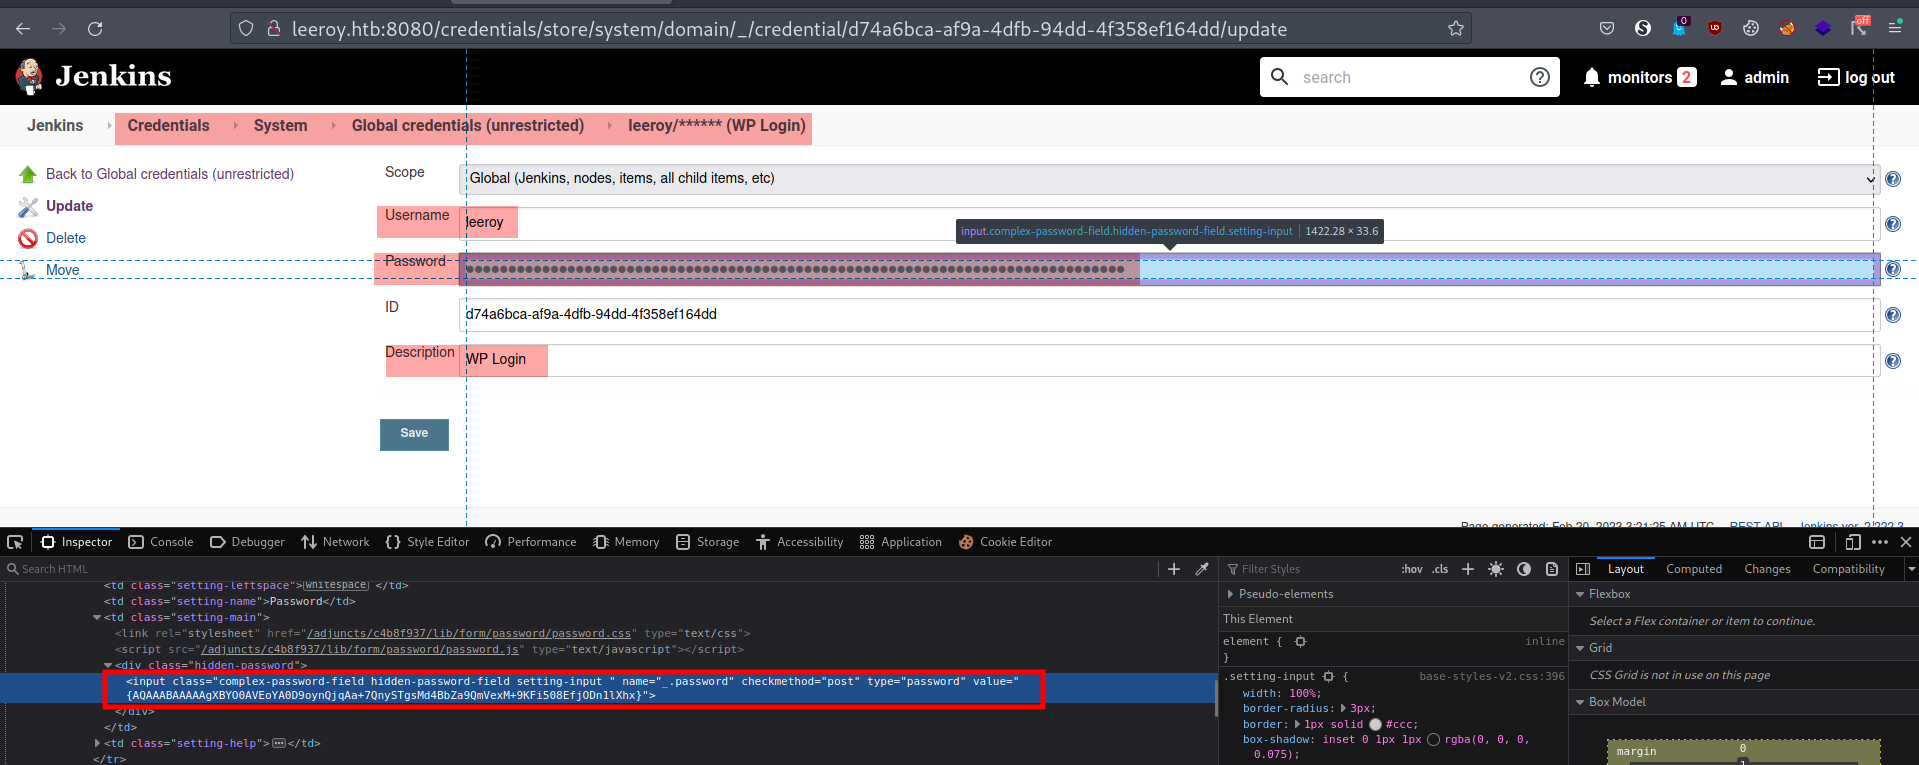 leeroy.htb:8080/credentials/store/system/domain/_/credential/d74a6bca-af9a-4dfb-94dd-4f358ef164dd/update
0
UD
off
Jenkins
search
monitors 2
admin
log out
Jenkins
Credentials
System
Global credentials (unrestricted)
leeroy/****** (WP Login)
Back to Global credentials (unrestricted)
Update
Delete
Move
Scope
Global (Jenkins, nodes, items, all child items, etc)
Username
leeroy
input.complex-password-field.hidden-password-field.setting-input | 1422.28 × 33.6
Password
ID
d74a6bca-af9a-4dfb-94dd-4f358ef164dd
Description
WP Login
Save
Page generated: Feb 20, 2023 3:21:25 AM UTC REST API Jenkins ver. 2.222.3
Inspector Console Debugger Network Style Editor Performance Memory Storage Accessibility Application Cookie Editor
Search HTML
<td class="setting-leftspace">whitespace </td>
<td class="setting-name">Password</td>
<td class="setting-main">
<link rel="stylesheet" href="/adjuncts/c4b8f937/lib/form/password/password.css" type="text/css">
<script src="/adjuncts/c4b8f937/lib/form/password/password.js" type="text/javascript"></script>
<div class="hidden-password">
<input class="complex-password-field hidden-password-field setting-input " name="_.password" checkmethod="post" type="password" value="
{AQAAABAAAAAgXBYO0AVEoYA0D9oynQjqAa+7QnySTgsMd4BbZa9QmVexM+9KFi508EfjODn1lXhx}">
</div>
</td>
<td class="setting-help"></td>
</tr>
Filter Styles
:hov .cls
Pseudo-elements
This Element
element { inline
}
.setting-input { base-styles-v2.css:396
width: 100%;
border-radius: 3px;
border: 1px solid #ccc;
box-shadow: inset 0 1px 1px rgba(0, 0, 0,
0.075);
Layout Computed Changes Compatibility
Flexbox
Select a Flex container or item to continue.
Grid
CSS Grid is not in use on this page
Box Model
margin 0
1